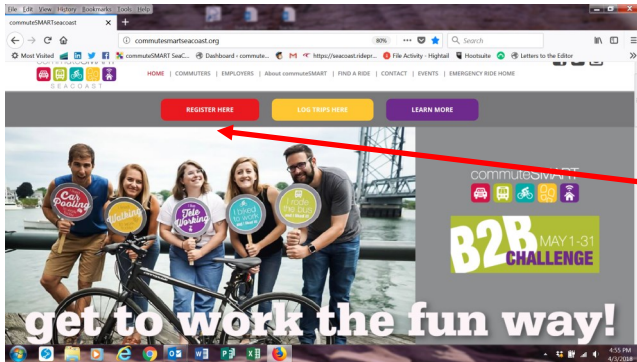 File Edit View History Bookmarks Tools Help
commuteSMARTseacoast
commutesmartseacoast.org
80%
Search
Most Visited
commuteSMART SeaC...
Dashboard ‹ commute...
https://seacoast.ridepr...
File Activity - Hightail
Hootsuite
Letters to the Editor
SEACOAST
HOME | COMMUTERS | EMPLOYERS | About commuteSMART | FIND A RIDE | CONTACT | EVENTS | EMERGENCY RIDE HOME
REGISTER HERE
LOG TRIPS HERE
LEARN MORE
Car Pooling
Walking
Tele Working
I biked to work
I rode the bus
commuteSMART
B2B MAY 1-31
CHALLENGE
get to work the fun way!
4:55 PM
4/3/2018